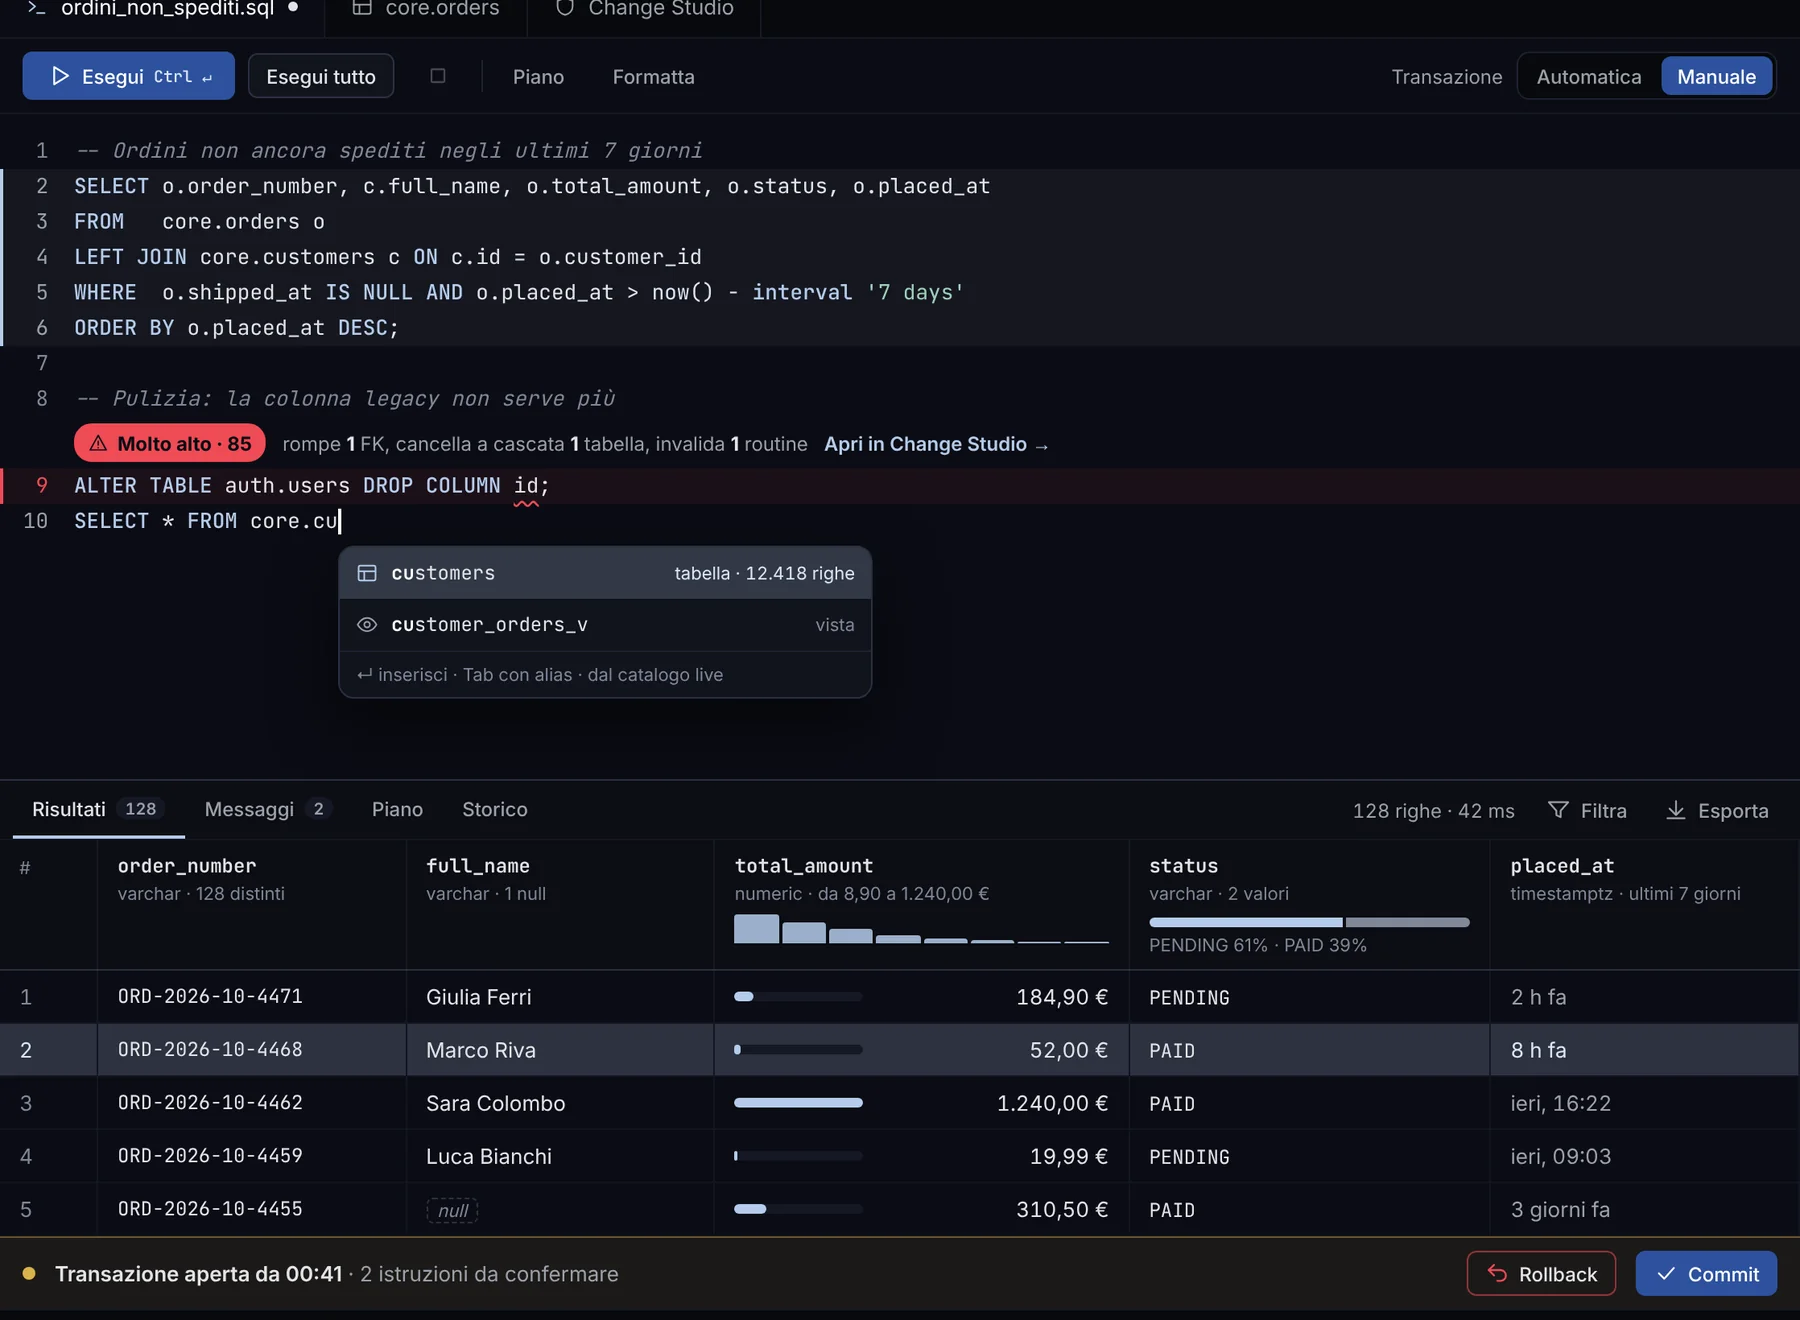 ordini_non_spediti.sql
core.orders
Change Studio
Esegui Ctrl ↵
Esegui tutto
Piano
Formatta
Transazione
Automatica
Manuale
1 -- Ordini non ancora spediti negli ultimi 7 giorni
2 SELECT o.order_number, c.full_name, o.total_amount, o.status, o.placed_at
3 FROM   core.orders o
4 LEFT JOIN core.customers c ON c.id = o.customer_id
5 WHERE  o.shipped_at IS NULL AND o.placed_at > now() - interval '7 days'
6 ORDER BY o.placed_at DESC;
7
8 -- Pulizia: la colonna legacy non serve più
Molto alto · 85 rompe 1 FK, cancella a cascata 1 tabella, invalida 1 routine Apri in Change Studio →
9 ALTER TABLE auth.users DROP COLUMN id;
10 SELECT * FROM core.cu
customers tabella · 12.418 righe
customer_orders_v vista
↵ inserisci · Tab con alias · dal catalogo live
Risultati 128
Messaggi 2
Piano
Storico
128 righe · 42 ms
Filtra
Esporta
# order_number full_name total_amount status placed_at
varchar · 128 distinti varchar · 1 null numeric · da 8,90 a 1.240,00 € varchar · 2 valori timestamptz · ultimi 7 giorni
PENDING 61% · PAID 39%
1 ORD-2026-10-4471 Giulia Ferri 184,90 € PENDING 2 h fa
2 ORD-2026-10-4468 Marco Riva 52,00 € PAID 8 h fa
3 ORD-2026-10-4462 Sara Colombo 1.240,00 € PAID ieri, 16:22
4 ORD-2026-10-4459 Luca Bianchi 19,99 € PENDING ieri, 09:03
5 ORD-2026-10-4455 null 310,50 € PAID 3 giorni fa
Transazione aperta da 00:41 · 2 istruzioni da confermare
Rollback
Commit